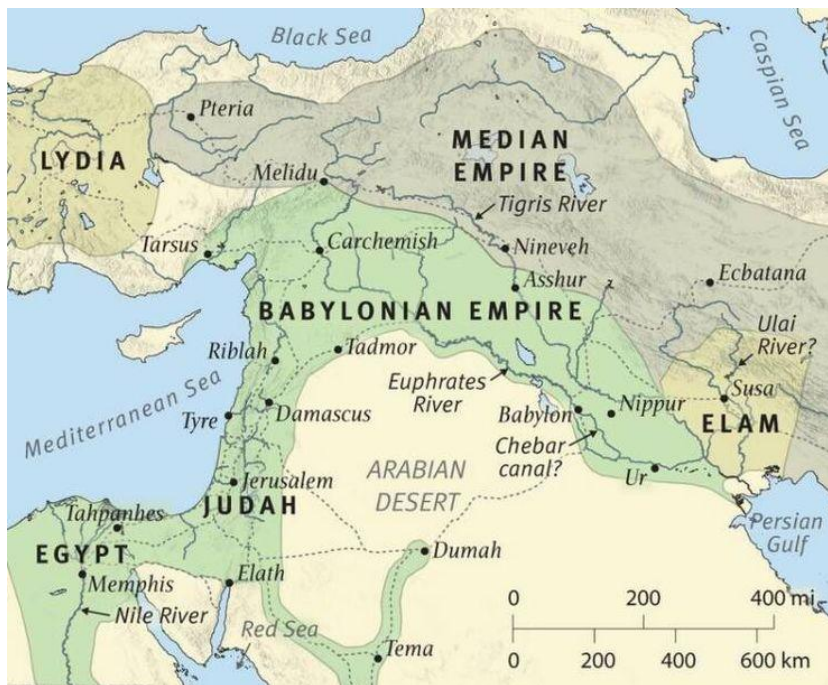 Black Sea
Caspian Sea
Pteria
LYDIA
MEDIAN
EMPIRE
Melidu
Tigris River
Tarsus
Carchemish
Nineveh
Ecbatana
Asshur
BABYLONIAN EMPIRE
Ulai
River?
Riblah
Tadmor
Mediterranean Sea
Euphrates
River
Susa
Tyre
Damascus
Babylon
Nippur
ELAM
Chebar
canal?
ARABIAN
DESERT
Ur
Jerusalem
JUDAH
Tahpanhes
Persian
Gulf
EGYPT
Dumah
Memphis
Elath
Nile River
Red Sea
Tema
0 200 400 mi
0 200 400 600 km